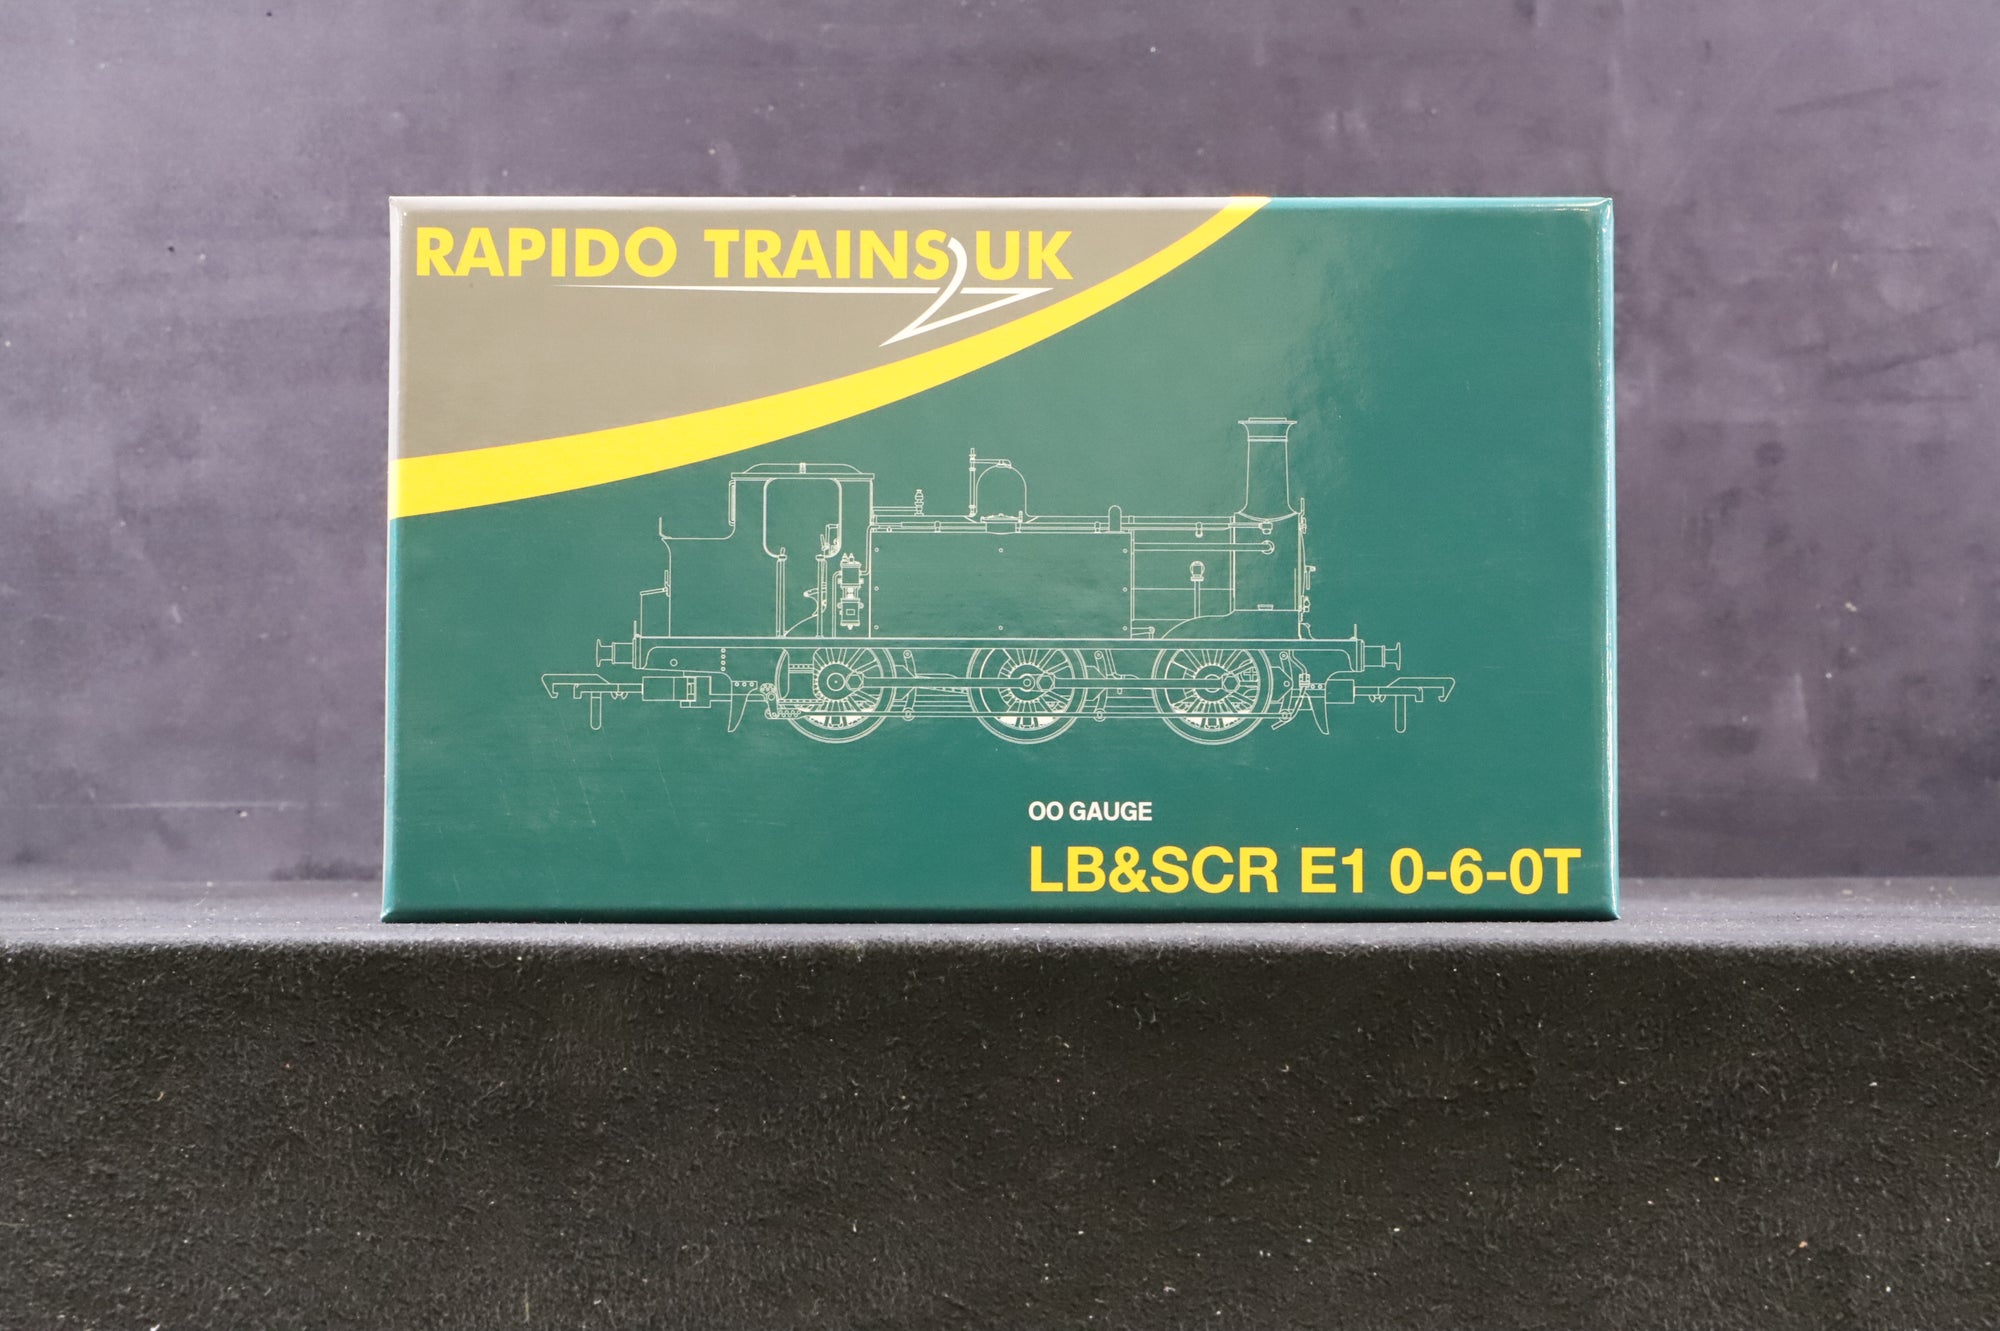 RAPIDO TRAINS UK
OO GAUGE
LB&SCR E1 0-6-0T